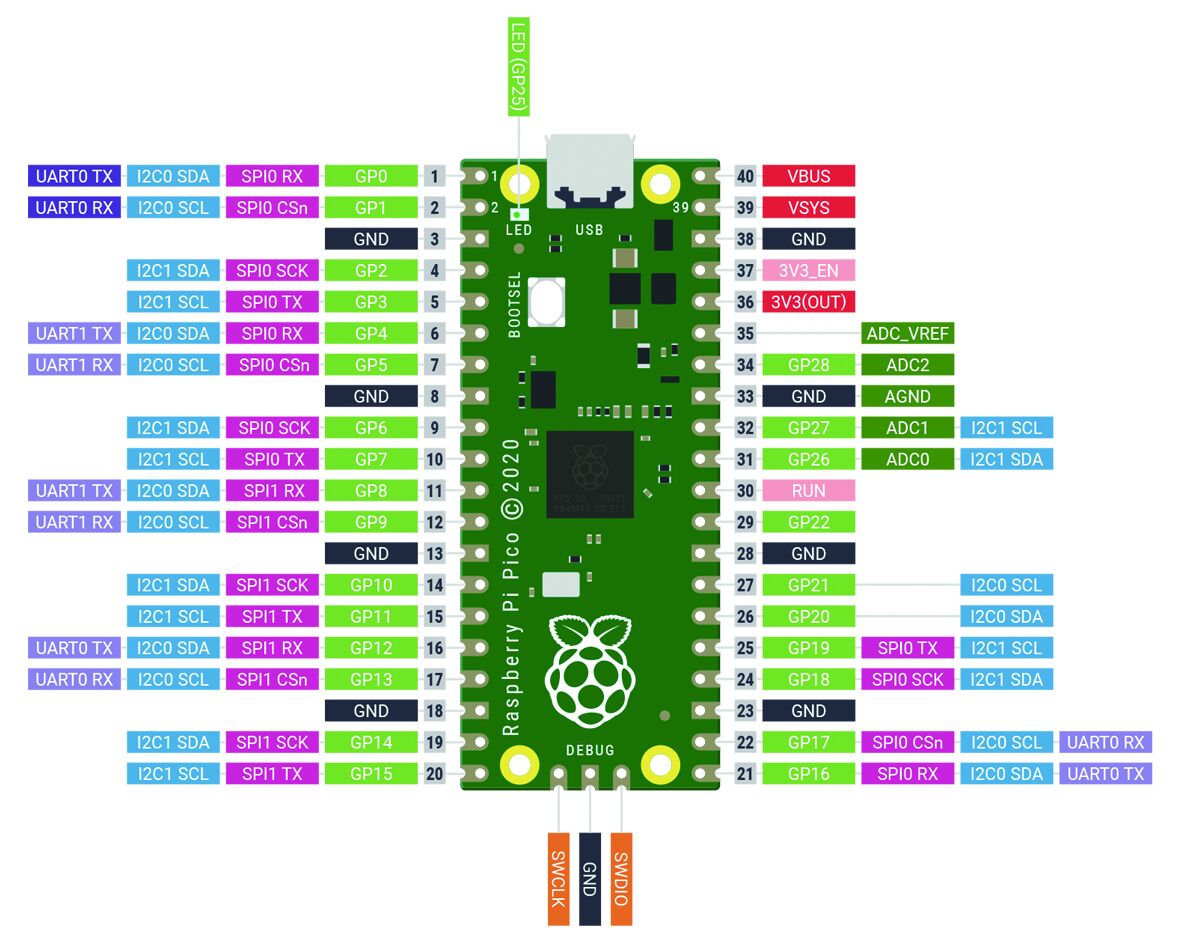 LED (GP25)
UART0 TX I2C0 SDA SPI0 RX GP0 1 1 40 VBUS
UART0 RX I2C0 SCL SPI0 CSn GP1 2 2 39 39 VSYS
LED USB
GND 3 38 GND
I2C1 SDA SPI0 SCK GP2 4 37 3V3_EN
I2C1 SCL SPI0 TX GP3 5 36 3V3(OUT)
BOOTSEL
UART1 TX I2C0 SDA SPI0 RX GP4 6 35 ADC_VREF
UART1 RX I2C0 SCL SPI0 CSn GP5 7 34 GP28 ADC2
GND 8 33 GND AGND
I2C1 SDA SPI0 SCK GP6 9 32 GP27 ADC1 I2C1 SCL
I2C1 SCL SPI0 TX GP7 10 31 GP26 ADC0 I2C1 SDA
UART1 TX I2C0 SDA SPI1 RX GP8 11 30 RUN
UART1 RX I2C0 SCL SPI1 CSn GP9 12 29 GP22
GND 13 28 GND
I2C1 SDA SPI1 SCK GP10 14 27 GP21 I2C0 SCL
I2C1 SCL SPI1 TX GP11 15 26 GP20 I2C0 SDA
UART0 TX I2C0 SDA SPI1 RX GP12 16 25 GP19 SPI0 TX I2C1 SCL
UART0 RX I2C0 SCL SPI1 CSn GP13 17 24 GP18 SPI0 SCK I2C1 SDA
GND 18 23 GND
Raspberry Pi Pico © 2020
I2C1 SDA SPI1 SCK GP14 19 22 GP17 SPI0 CSn I2C0 SCL UART0 RX
DEBUG
I2C1 SCL SPI1 TX GP15 20 21 GP16 SPI0 RX I2C0 SDA UART0 TX
SWCLK
GND
SWDIO